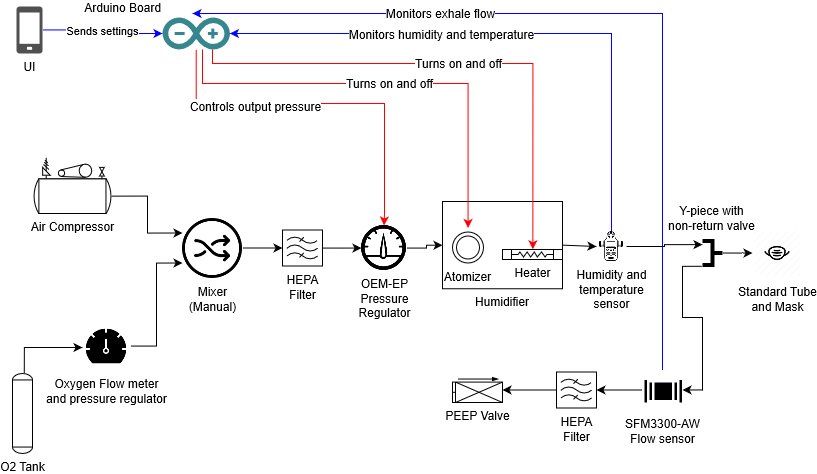 Arduino Board
Monitors exhale flow
Sends settings
Monitors humidity and temperature
UI
Turns on and off
Turns on and off
Controls output pressure
Air Compressor
Y-piece with
non-return valve
Mixer
(Manual)
HEPA
Filter
OEM-EP
Pressure
Regulator
Atomizer
Heater
Humidifier
Humidity and
temperature
sensor
Standard Tube
and Mask
Oxygen Flow meter
and pressure regulator
O2 Tank
PEEP Valve
HEPA
Filter
SFM3300-AW
Flow sensor